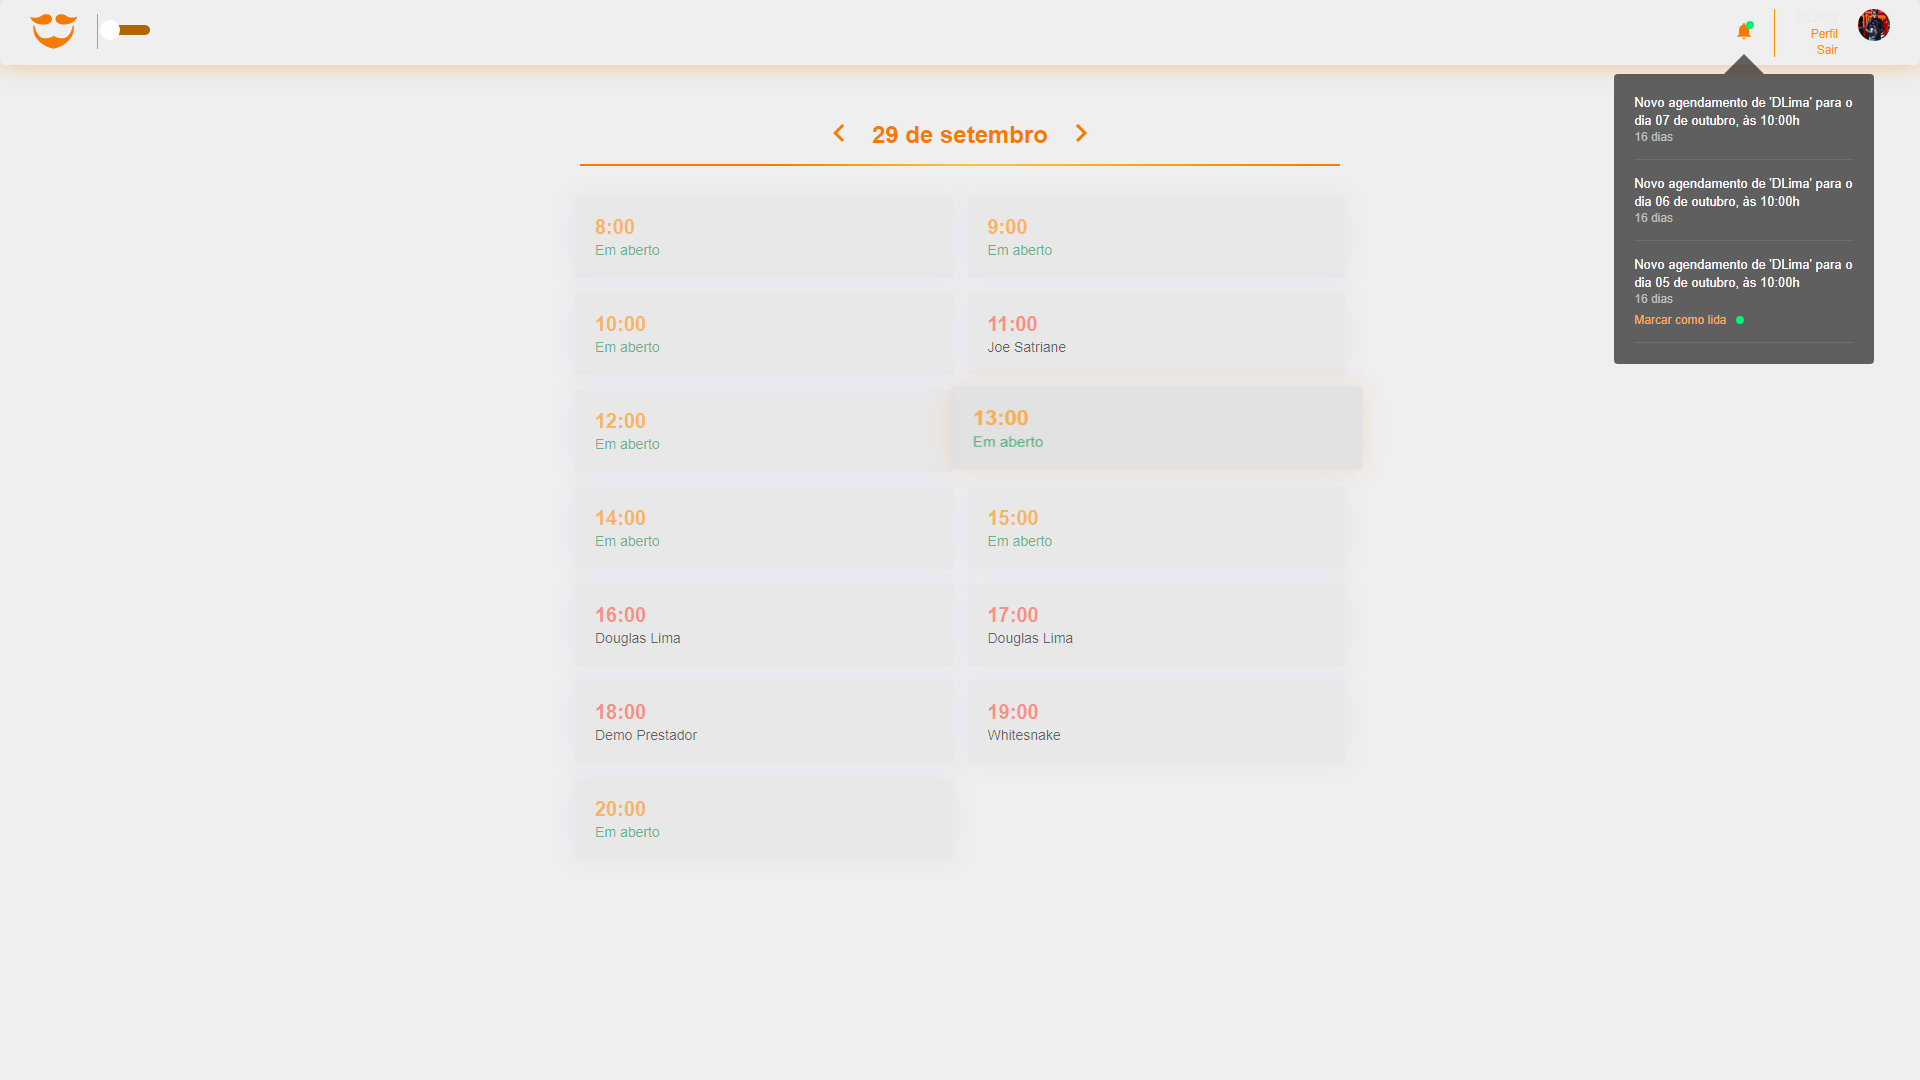 DLima
Perfil
Sair
Novo agendamento de 'DLima' para o
dia 07 de outubro, às 10:00h
16 dias
Novo agendamento de 'DLima' para o
dia 06 de outubro, às 10:00h
16 dias
Novo agendamento de 'DLima' para o
dia 05 de outubro, às 10:00h
16 dias
Marcar como lida
29 de setembro
8:00
Em aberto
9:00
Em aberto
10:00
Em aberto
11:00
Joe Satriane
12:00
Em aberto
13:00
Em aberto
14:00
Em aberto
15:00
Em aberto
16:00
Douglas Lima
17:00
Douglas Lima
18:00
Demo Prestador
19:00
Whitesnake
20:00
Em aberto